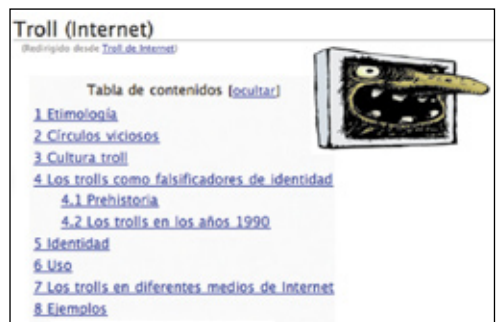 Troll (Internet)
(Redirigido desde Troll de Internet)
Tabla de contenidos [ocultar]
1 Etimología
2 Círculos viciosos
3 Cultura troll
4 Los trolls como falsificadores de identidad
4.1 Prehistoria
4.2 Los trolls en los años 1990
5 Identidad
6 Uso
7 Los trolls en diferentes medios de Internet
8 Ejemplos